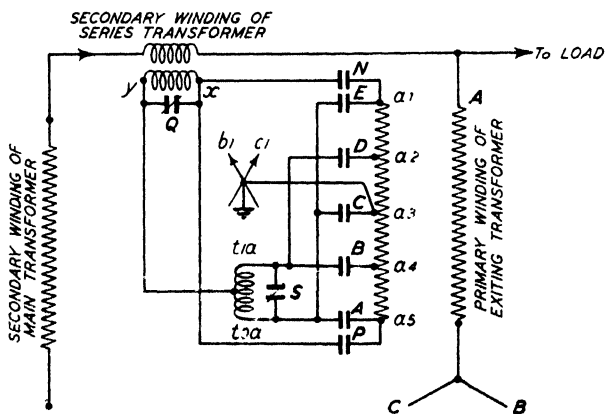 SECONDARY WINDING OF
SERIES TRANSFORMER
TO LOAD
N
E
y
x
Q
a1
A
b1
c1
D
a2
C
a3
SECONDARY WINDING OF
MAIN TRANSFORMER
PRIMARY WINDING OF
EXITING TRANSFORMER
t1a
B
a4
S
t2a
A
a5
P
C
B